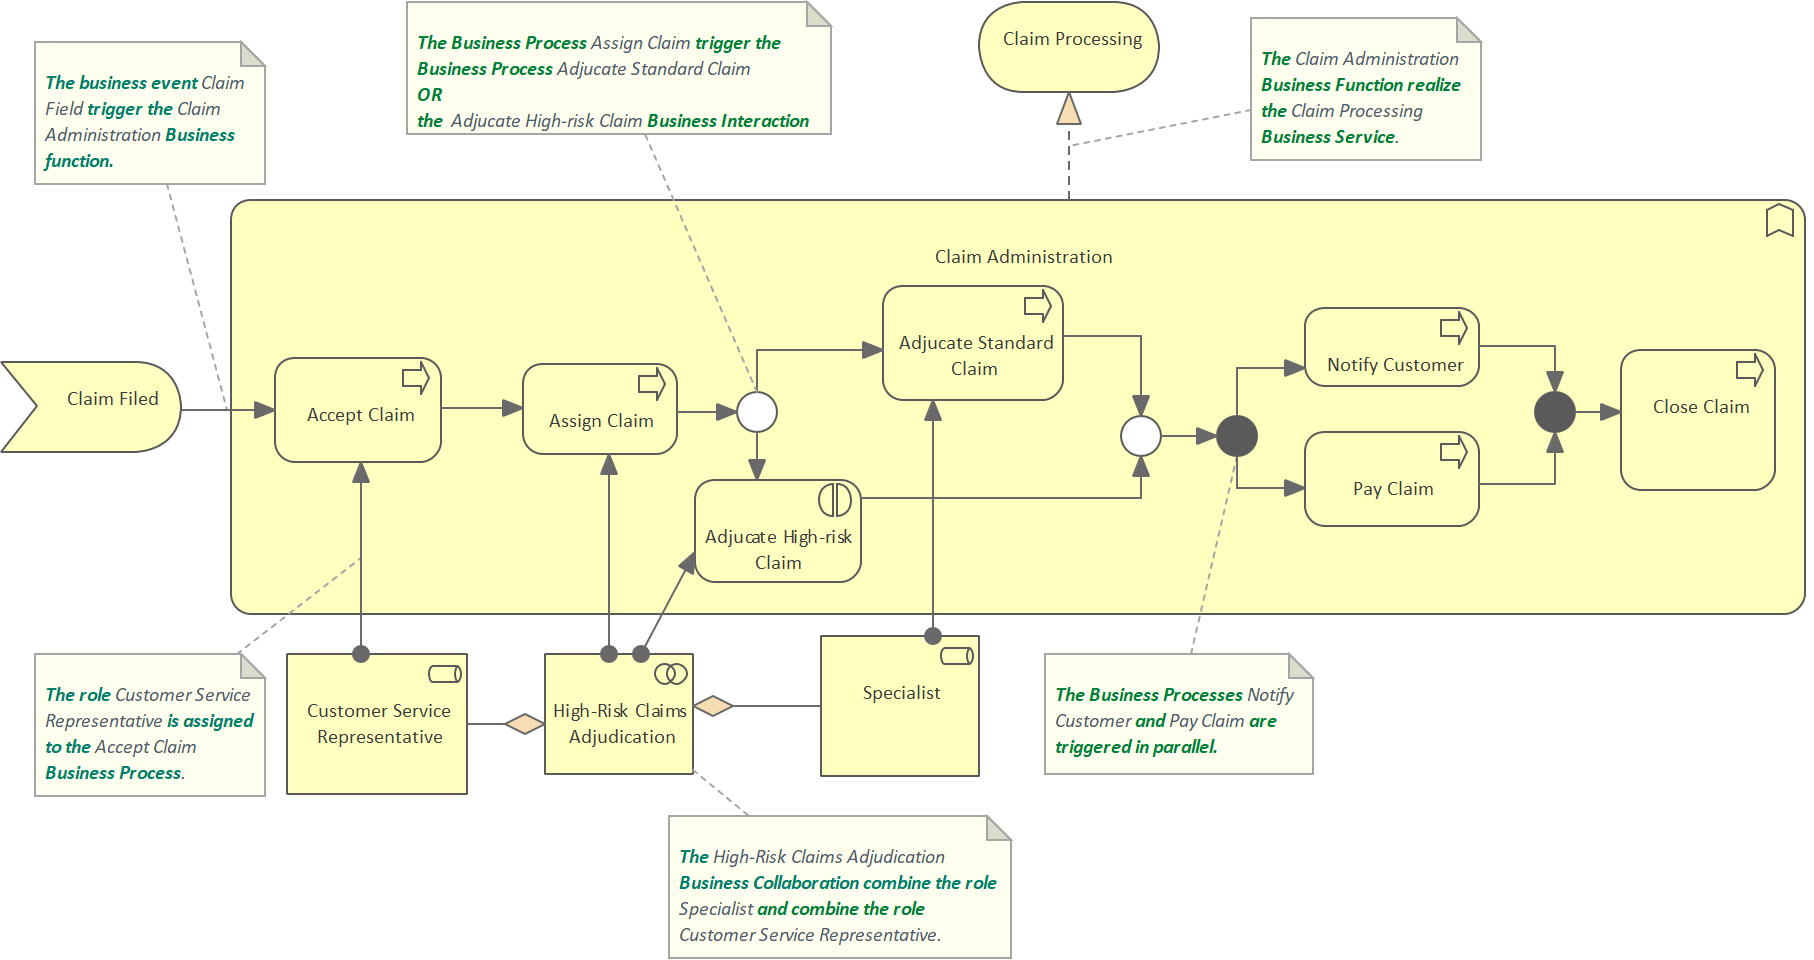 The business event Claim
Field trigger the Claim
Administration Business
function.
The Business Process Assign Claim trigger the
Business Process Adjucate Standard Claim
OR
the Adjucate High-risk Claim Business Interaction
Claim Processing
The Claim Administration
Business Function realize
the Claim Processing
Business Service.
Claim Administration
Claim Filed
Accept Claim
Assign Claim
Adjucate Standard
Claim
Adjucate High-risk
Claim
Notify Customer
Pay Claim
Close Claim
The role Customer Service
Representative is assigned
to the Accept Claim
Business Process.
Customer Service
Representative
High-Risk Claims
Adjudication
Specialist
The Business Processes Notify
Customer and Pay Claim are
triggered in parallel.
The High-Risk Claims Adjudication
Business Collaboration combine the role
Specialist and combine the role
Customer Service Representative.